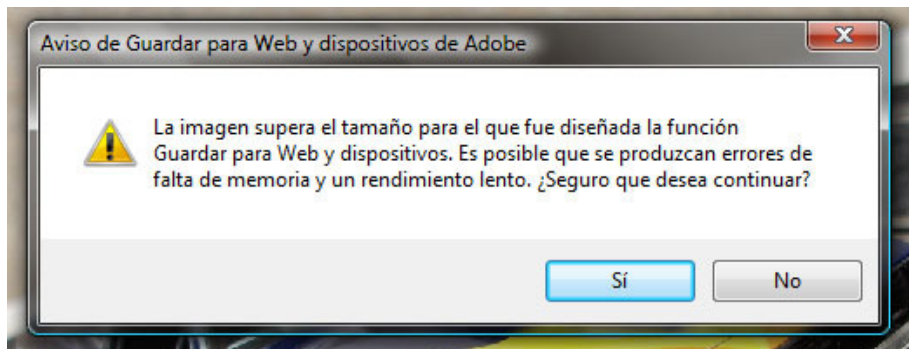 Aviso de Guardar para Web y dispositivos de Adobe
La imagen supera el tamaño para el que fue diseñada la función
Guardar para Web y dispositivos. Es posible que se produzcan errores de
falta de memoria y un rendimiento lento. ¿Seguro que desea continuar?
Sí No